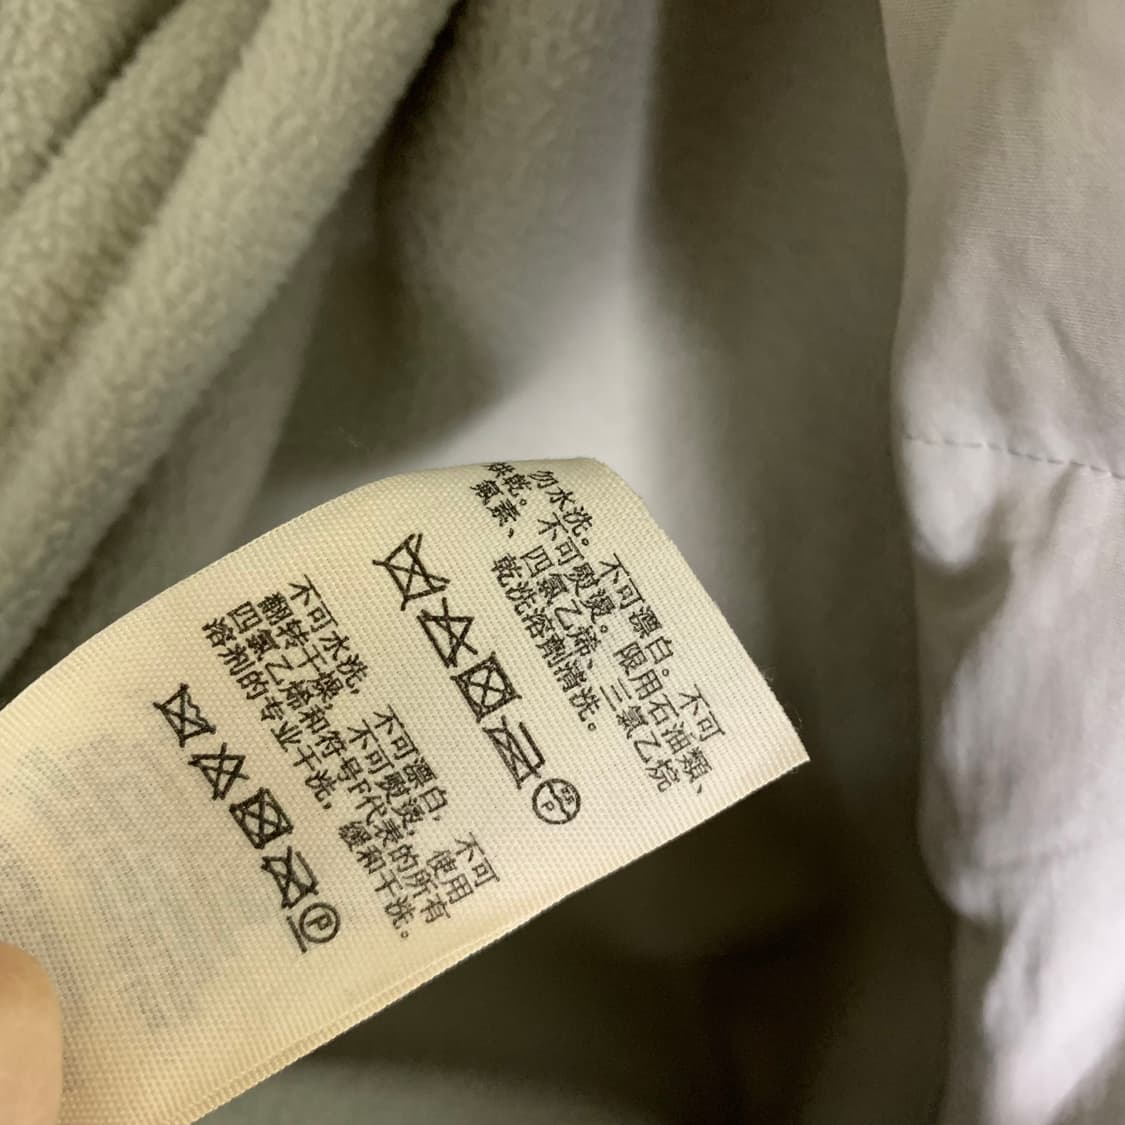 勿水洗。 不可漂白。 不可
烘乾。 不可熨燙。 限用石油類、
四氯乙烯、三氯乙烷
氟素、 乾洗溶劑清洗。
P
不可水洗, 不可漂白, 不可
翻转干燥, 不可熨烫, 使用
四氯乙烯和符号F代表的所有
溶剂的专业干洗, 缓和干洗。
P